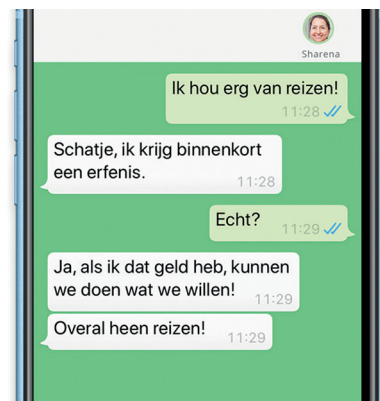 Sharena
Ik hou erg van reizen!
11:28
Schatje, ik krijg binnenkort
een erfenis.
11:28
Echt?
11:29
Ja, als ik dat geld heb, kunnen
we doen wat we willen!
11:29
Overal heen reizen!
11:29